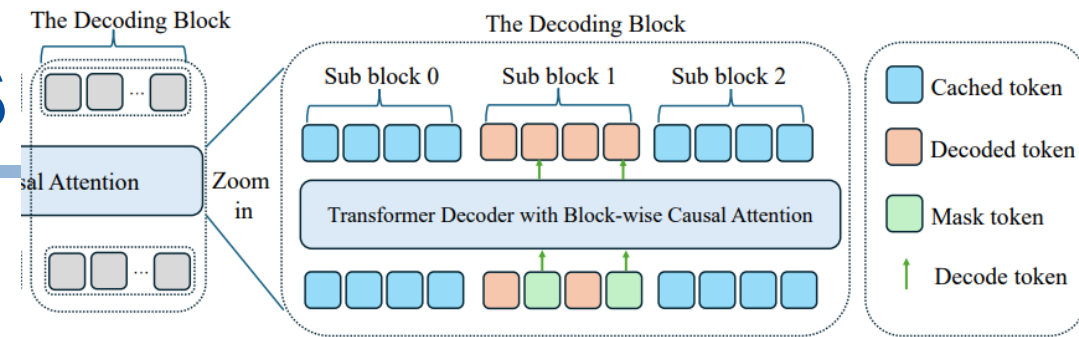 The Decoding Block
The Decoding Block
Sub block 0
Sub block 1
Sub block 2
...
Cached token
Decoded token
al Attention
Zoom
in
Transformer Decoder with Block-wise Causal Attention
Mask token
...
Decode token